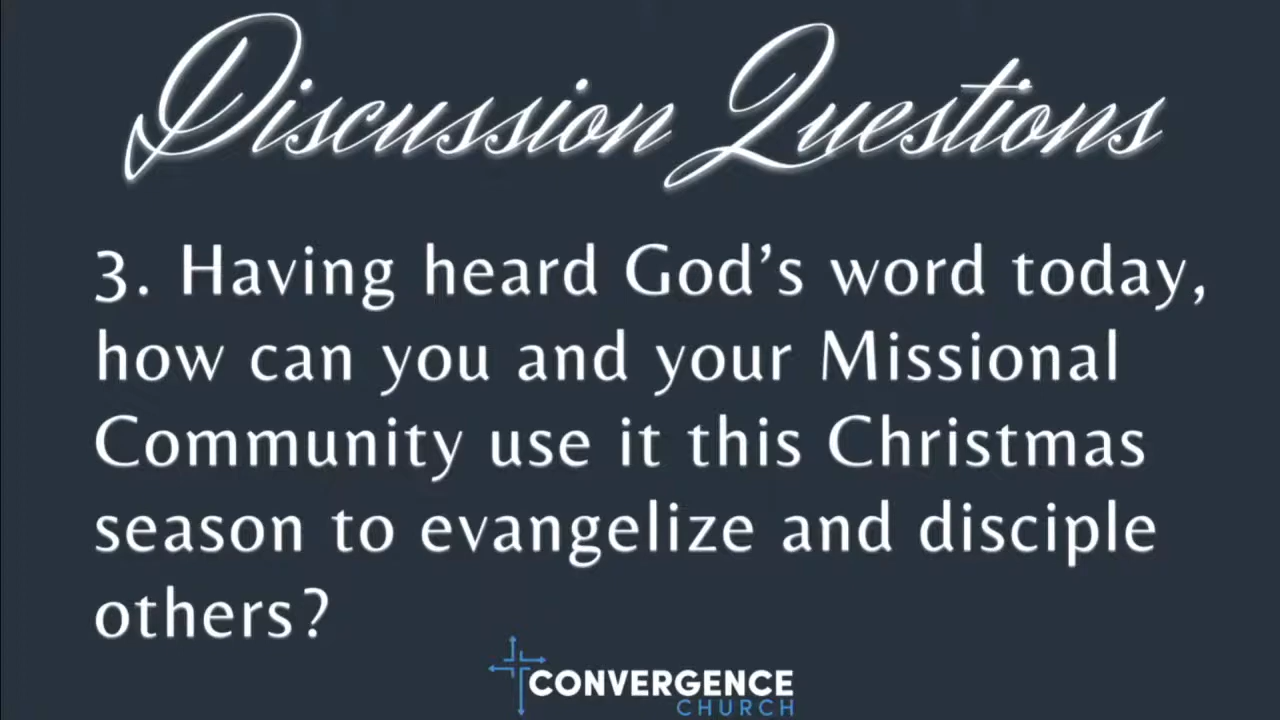 Discussion Questions
3. Having heard God’s word today,
how can you and your Missional
Community use it this Christmas
season to evangelize and disciple
others?
CONVERGENCE
CHURCH